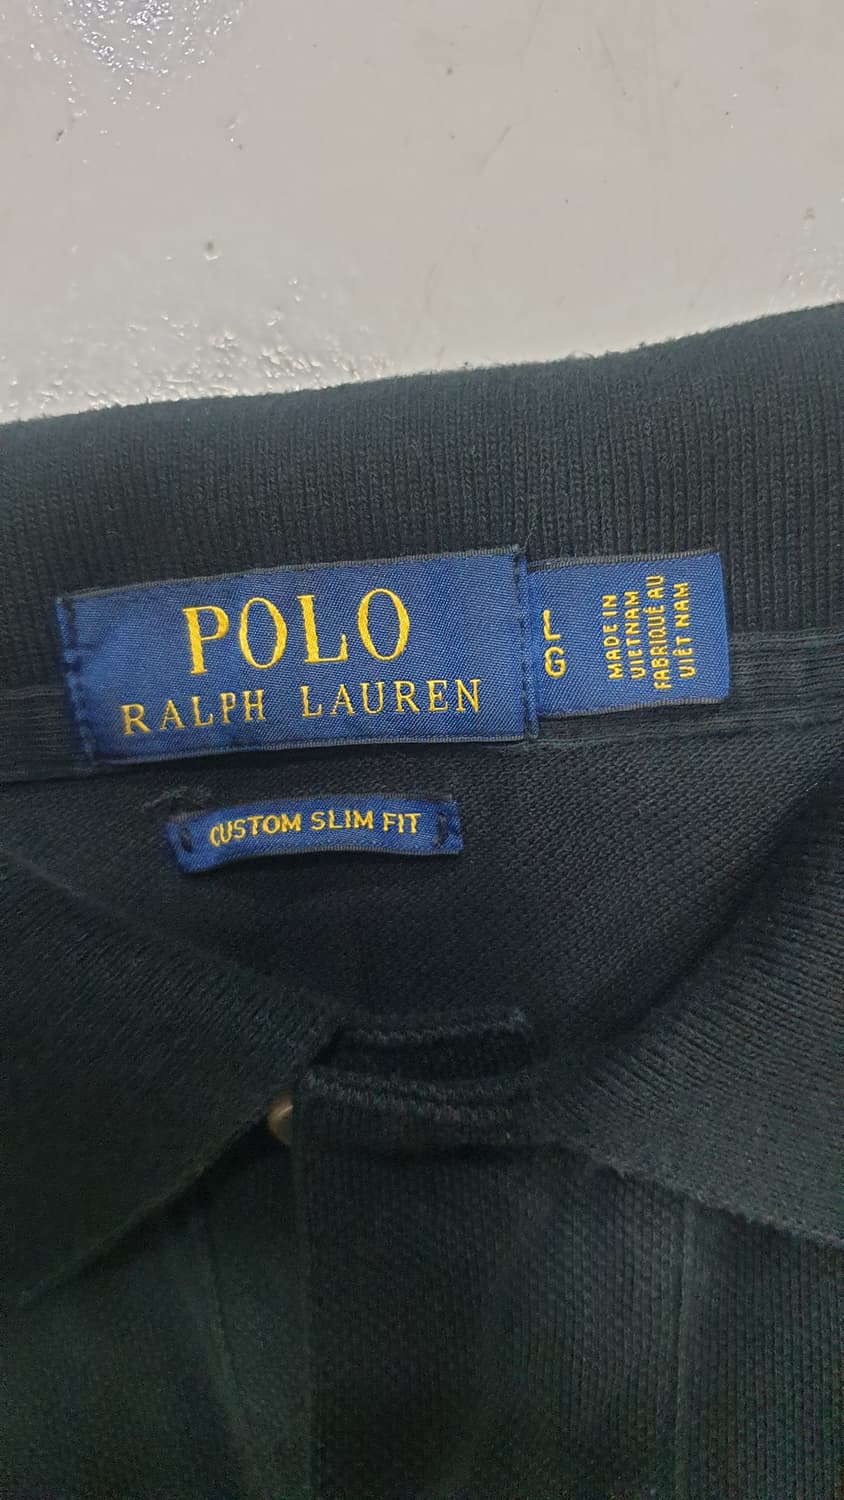 POLO
RALPH LAUREN
L
G
MADE IN
VIETNAM
FABRIQUÉ AU
VIÊT NAM
CUSTOM SLIM FIT